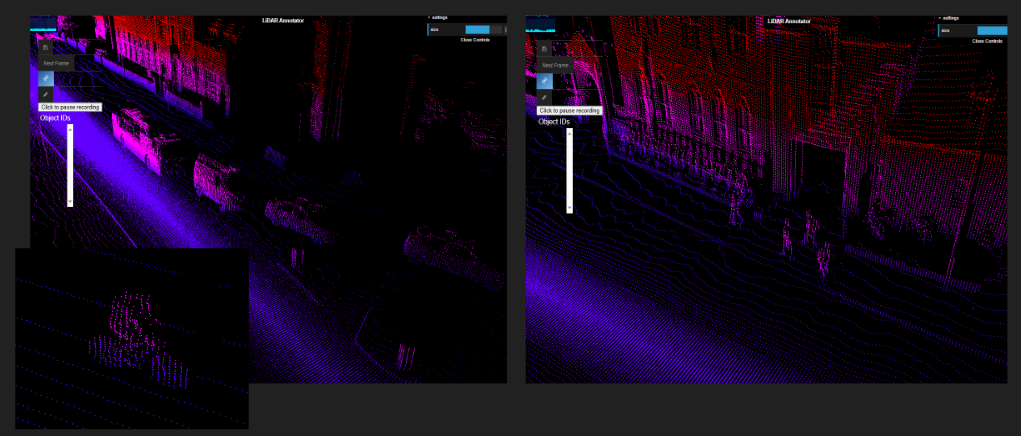 LiDAR Annotator
settings
size
Close Controls
Next Frame
Click to pause recording
Object IDs
LiDAR Annotator
settings
size
Close Controls
Next Frame
Click to pause recording
Object IDs